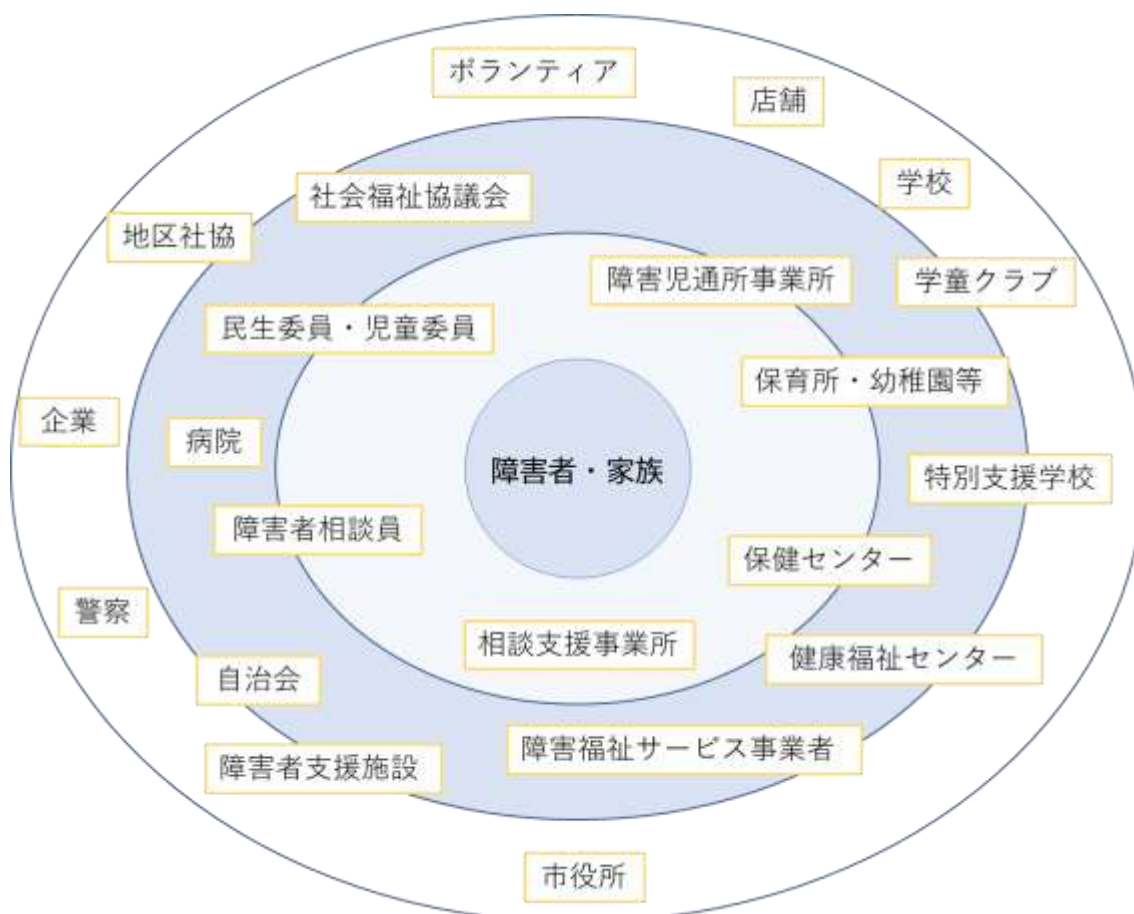 ボランティア
店舗
学校
社会福祉協議会
地区社協
障害児通所事業所
学童クラブ
民生委員・児童委員
保育所・幼稚園等
企業
病院
障害者・家族
特別支援学校
障害者相談員
保健センター
警察
相談支援事業所
健康福祉センター
自治会
障害福祉サービス事業者
障害者支援施設
市役所